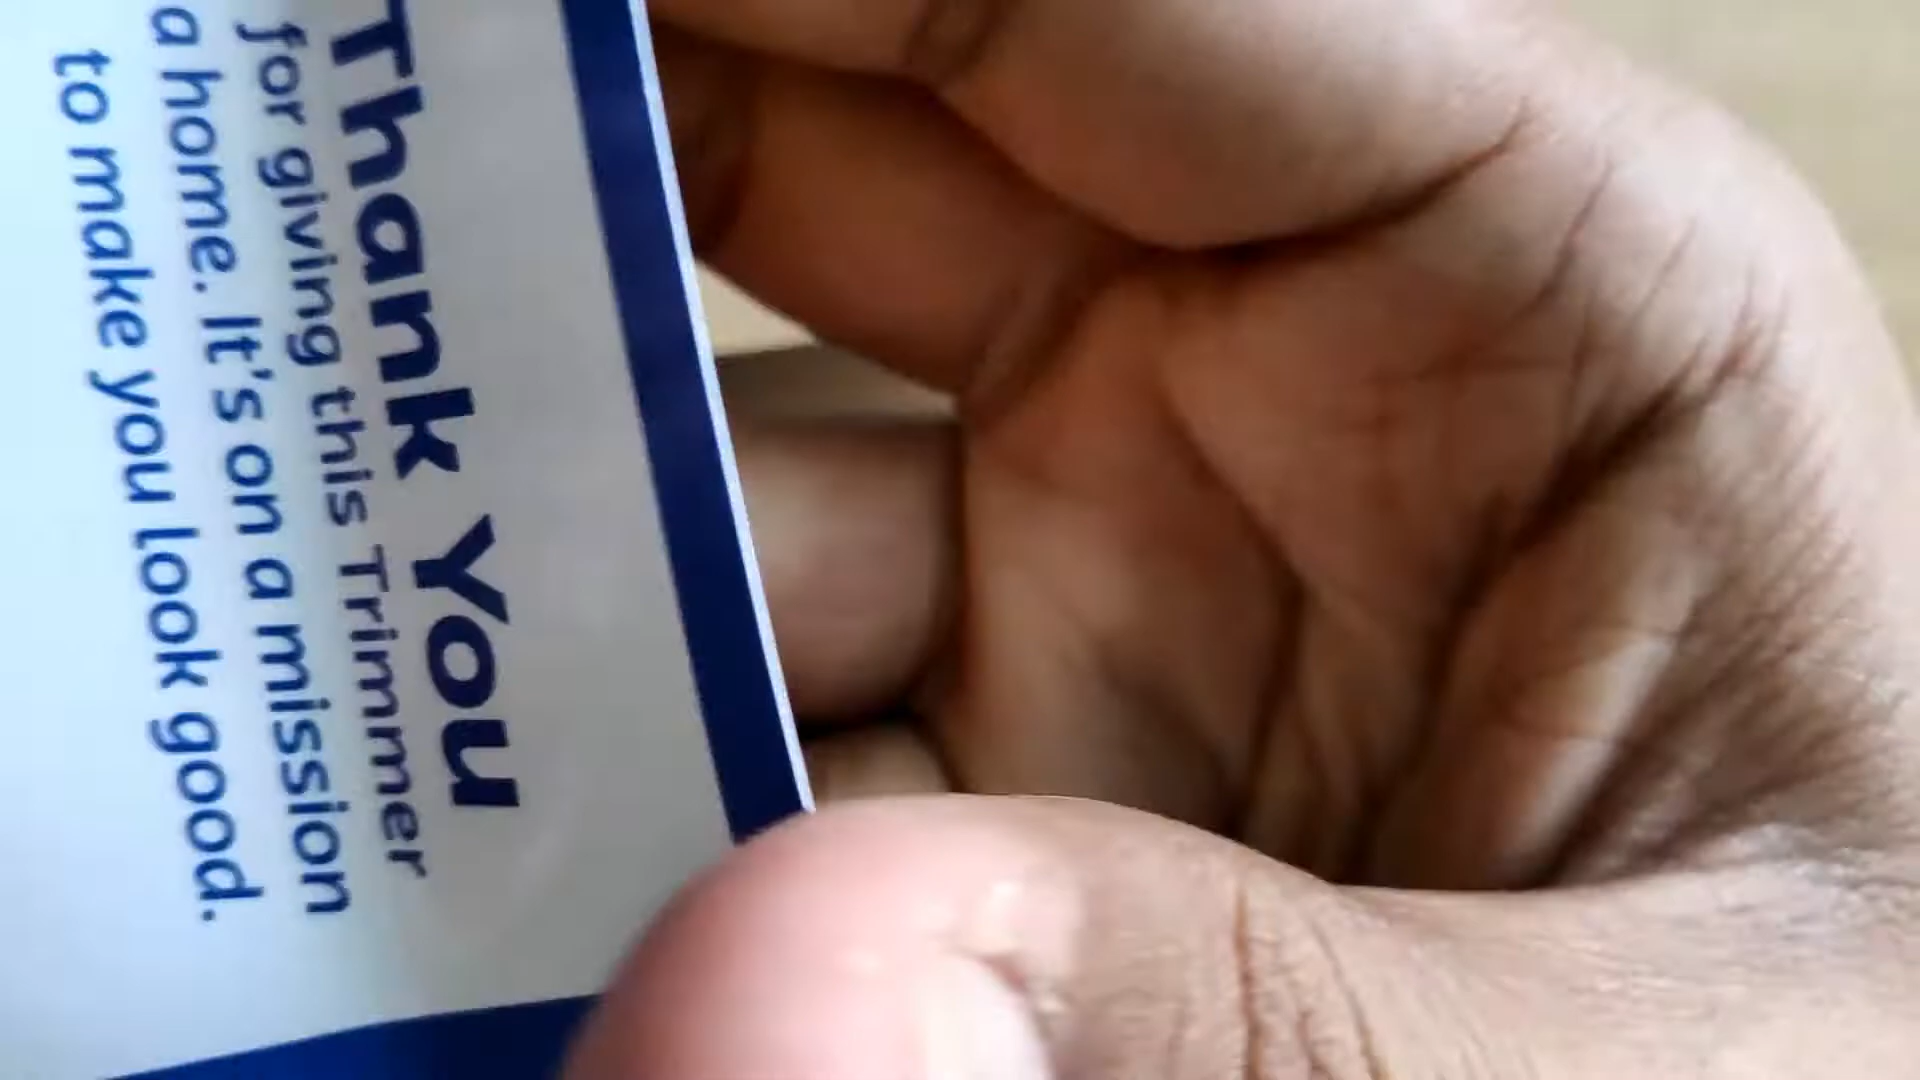 Thank You
for giving this Trimmer
a home. It's on a mission
to make you look good.